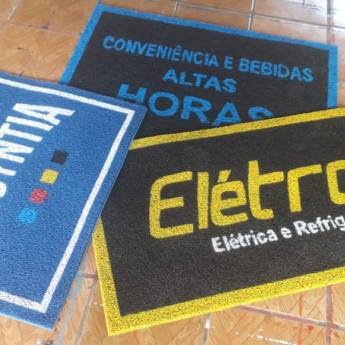 CONVENIÊNCIA E BEBIDAS
ALTAS
HORAS
Elétro
Elétrica e Refrig